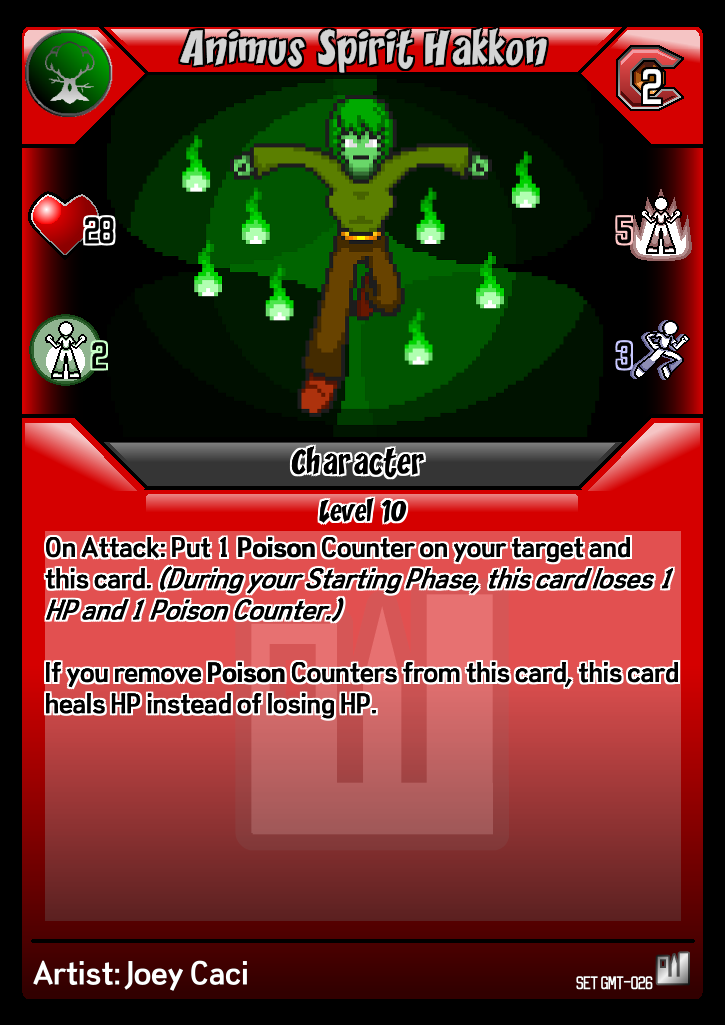 Animus Spirit Hakkon
2
28
5
2
3
Character
Level 10
On Attack: Put 1 Poison Counter on your target and
this card. (During your Starting Phase, this card loses 1
HP and 1 Poison Counter.)
If you remove Poison Counters from this card, this card
heals HP instead of losing HP.
Artist: Joey Caci
SET GMT-026